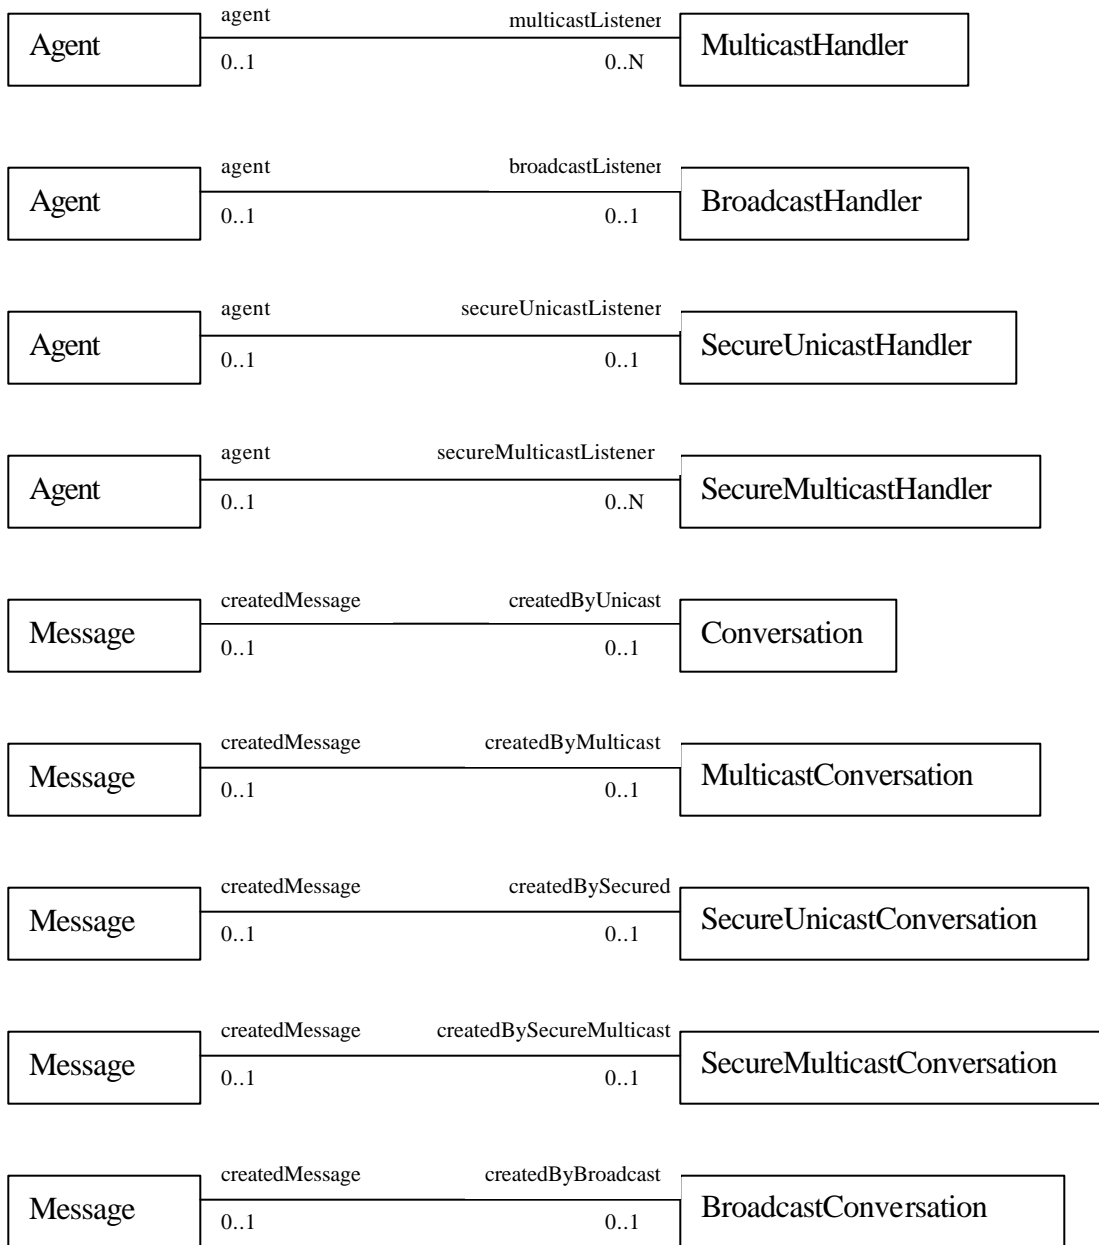 agent multicastListener
Agent MulticastHandler
0..1 0..N
agent broadcastListener
Agent BroadcastHandler
0..1 0..1
agent secureUnicastListener
Agent SecureUnicastHandler
0..1 0..1
agent secureMulticastListener
Agent SecureMulticastHandler
0..1 0..N
createdMessage createdByUnicast
Message Conversation
0..1 0..1
createdMessage createdByMulticast
Message MulticastConversation
0..1 0..1
createdMessage createdBySecured
Message SecureUnicastConversation
0..1 0..1
createdMessage createdBySecureMulticast
Message SecureMulticastConversation
0..1 0..1
createdMessage createdByBroadcast
Message BroadcastConversation
0..1 0..1